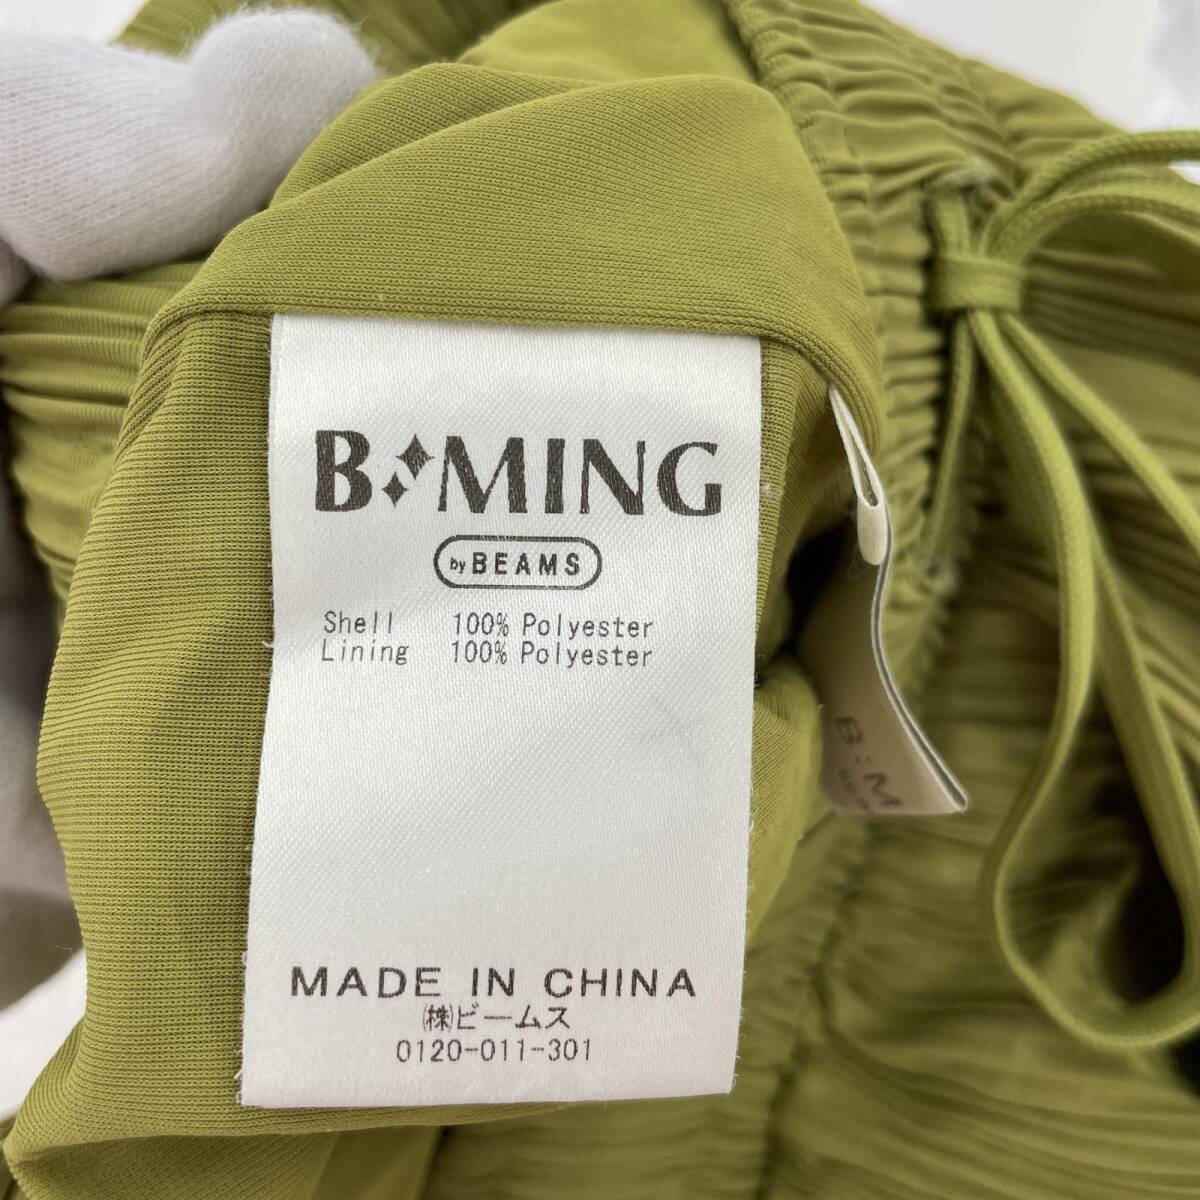 B:MING
by BEAMS
Shell 100% Polyester
Lining 100% Polyester
MADE IN CHINA
㈱ビームス
0120-011-301
B:M